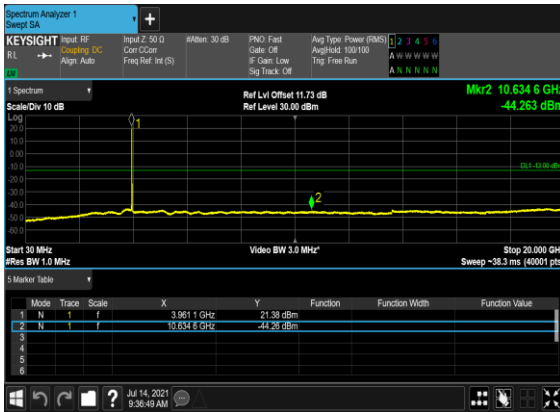 Spectrum Analyzer 1
Swept SA
+
KEYSIGHT Input: RF Input Z: 50 Ω #Atten: 30 dB PNO: Fast Avg Type: Power (RMS) 1 2 3 4 5 6
RL Coupling: DC Corr CCorr Gate: Off Avg|Hold: 100/100 A W W W W W
Align: Auto Freq Ref: Int (S) IF Gain: Low Trig: Free Run
Sig Track: Off A N N N N N
1 Spectrum
Ref Lvl Offset 11.73 dB Mkr2 10.634 6 GHz
Scale/Div 10 dB Ref Level 30.00 dBm -44.263 dBm
Log
20.0
10.0
0.00
-10.0
-20.0
-30.0
-40.0
-50.0
-60.0
1
DL1 -13.00 dBm
2
Start 30 MHz Video BW 3.0 MHz* Stop 20.000 GHz
#Res BW 1.0 MHz Sweep ~38.3 ms (40001 pts)
5 Marker Table
Mode Trace Scale X Y Function Function Width Function Value
1 N 1 f 3.961 1 GHz 21.38 dBm
2 N 1 f 10.634 6 GHz -44.26 dBm
3
4
5
6
? Jul 14, 2021
9:36:49 AM